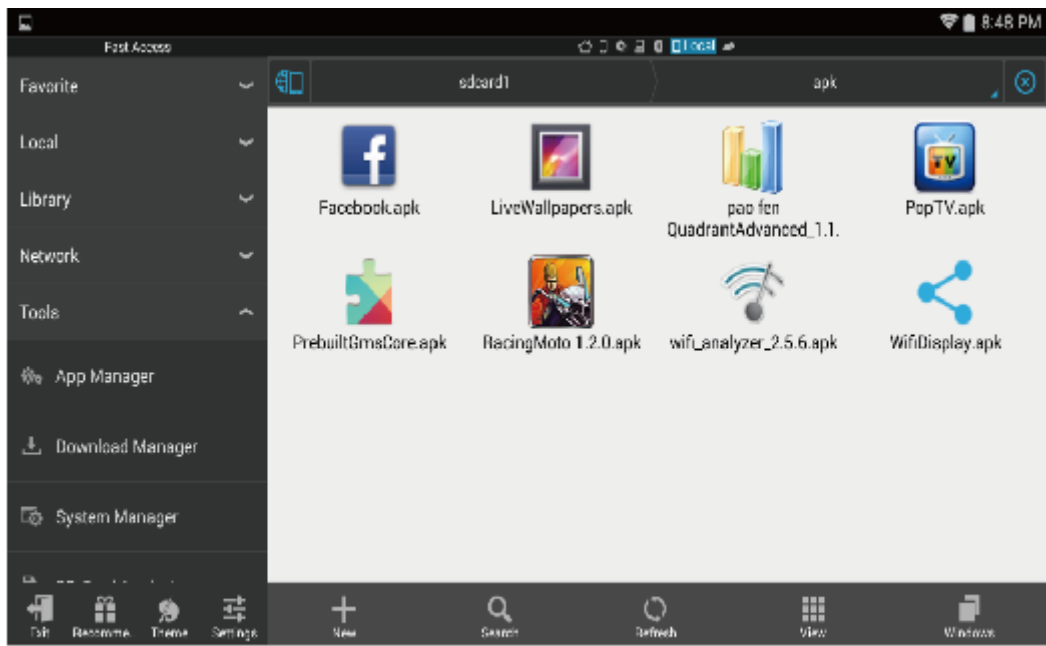 8:48 PM
Fast Access
Local
Favorite
Local
Library
Network
Tools
App Manager
Download Manager
System Manager
Exit
Recomme.
Theme
Settings
sdcard1
apk
Facebook.apk
LiveWallpapers.apk
pao fen
QuadrantAdvanced_1.1.
PopTV.apk
TV
PrebuiltGmsCore.apk
RacingMoto 1.2.0.apk
wifi_analyzer_2.5.6.apk
WifiDisplay.apk
New
Search
Refresh
View
Windows